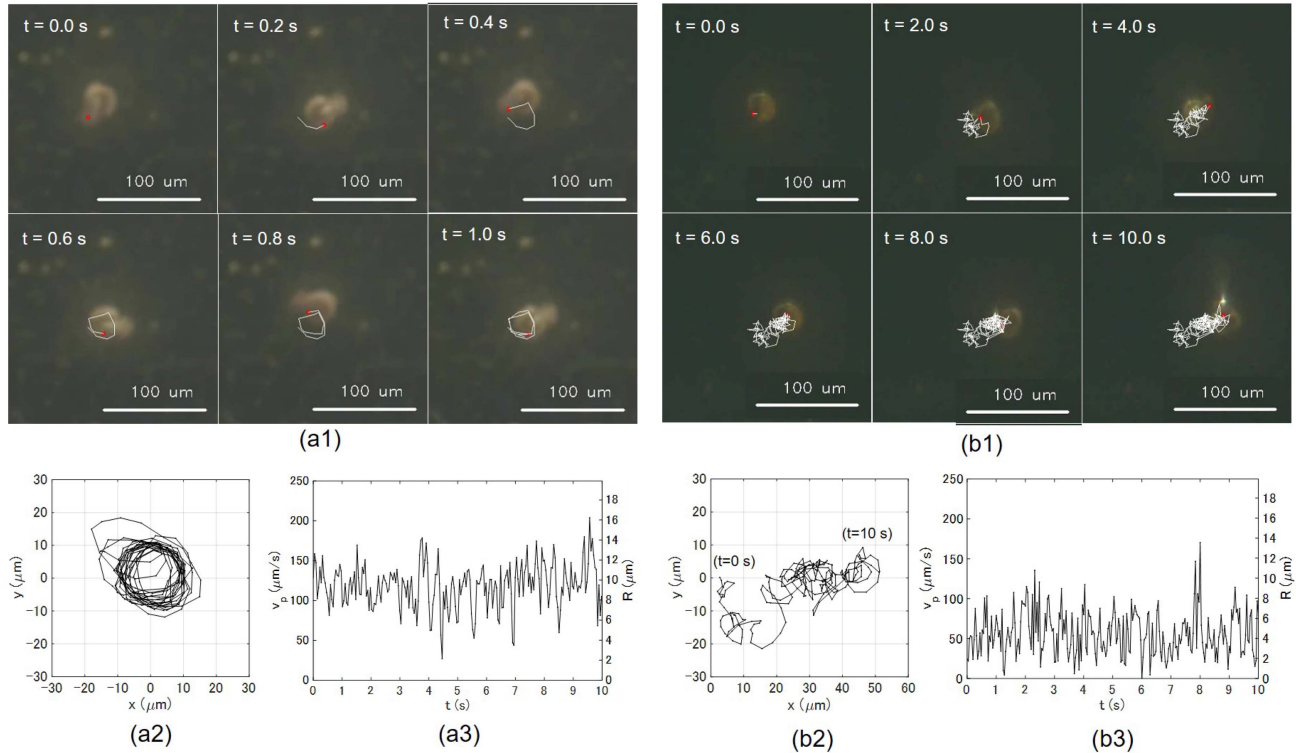 t = 0.0 s
t = 0.2 s
t = 0.4 s
100 um
100 um
100 um
t = 0.6 s
t = 0.8 s
t = 1.0 s
100 um
100 um
100 um
(a1)
t = 0.0 s
t = 2.0 s
t = 4.0 s
100 um
100 um
100 um
t = 6.0 s
t = 8.0 s
t = 10.0 s
100 um
100 um
100 um
(b1)
30
20
10
0
−10
−20
−30
y (μm)
−30 −20 −10 0 10 20 30
x (μm)
(a2)
250
200
150
100
50
0
vp (μm/s)
18
16
14
12
10
8
6
4
2
0
R (μm)
0 1 2 3 4 5 6 7 8 9 10
t (s)
(a3)
30
20
10
0
−10
−20
−30
y (μm)
(t=0 s)
(t=10 s)
0 10 20 30 40 50 60
x (μm)
(b2)
250
200
150
100
50
0
vp (μm/s)
18
16
14
12
10
8
6
4
2
0
R (μm)
0 1 2 3 4 5 6 7 8 9 10
t (s)
(b3)